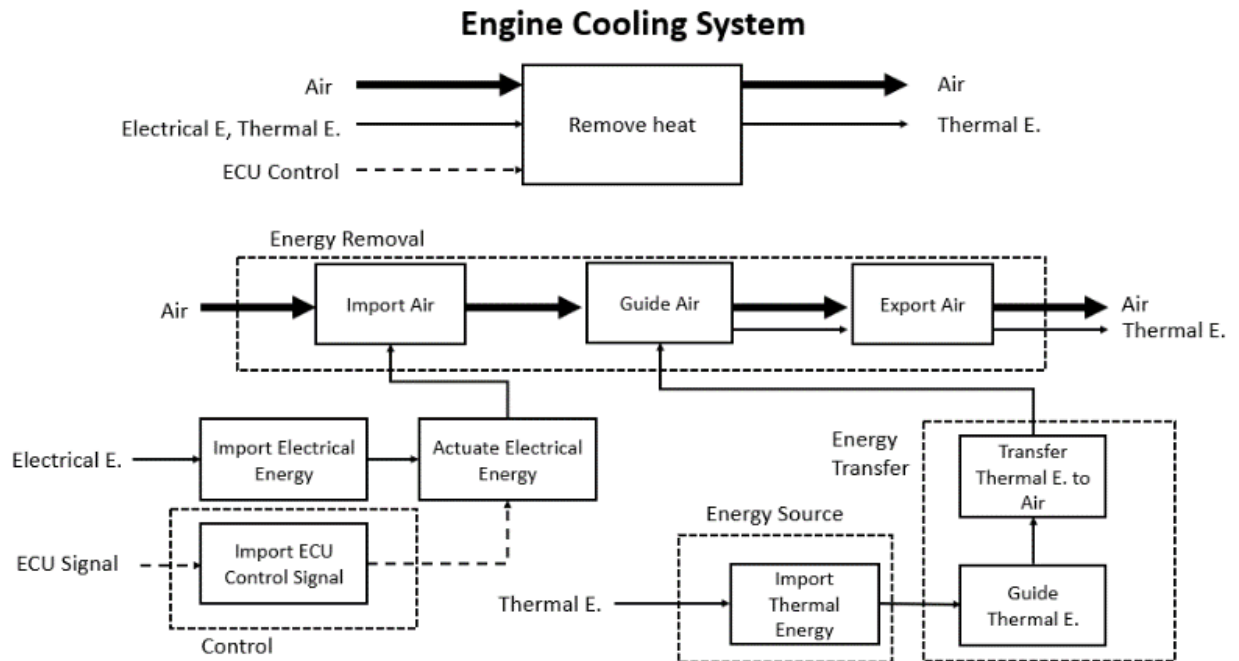 Engine Cooling System
Air
Electrical E, Thermal E.
ECU Control
Remove heat
Air
Thermal E.
Energy Removal
Air
Import Air
Guide Air
Export Air
Air
Thermal E.
Electrical E.
Import Electrical
Energy
Actuate Electrical
Energy
Energy
Transfer
Transfer
Thermal E. to
Air
ECU Signal
Import ECU
Control Signal
Control
Energy Source
Thermal E.
Import
Thermal
Energy
Guide
Thermal E.